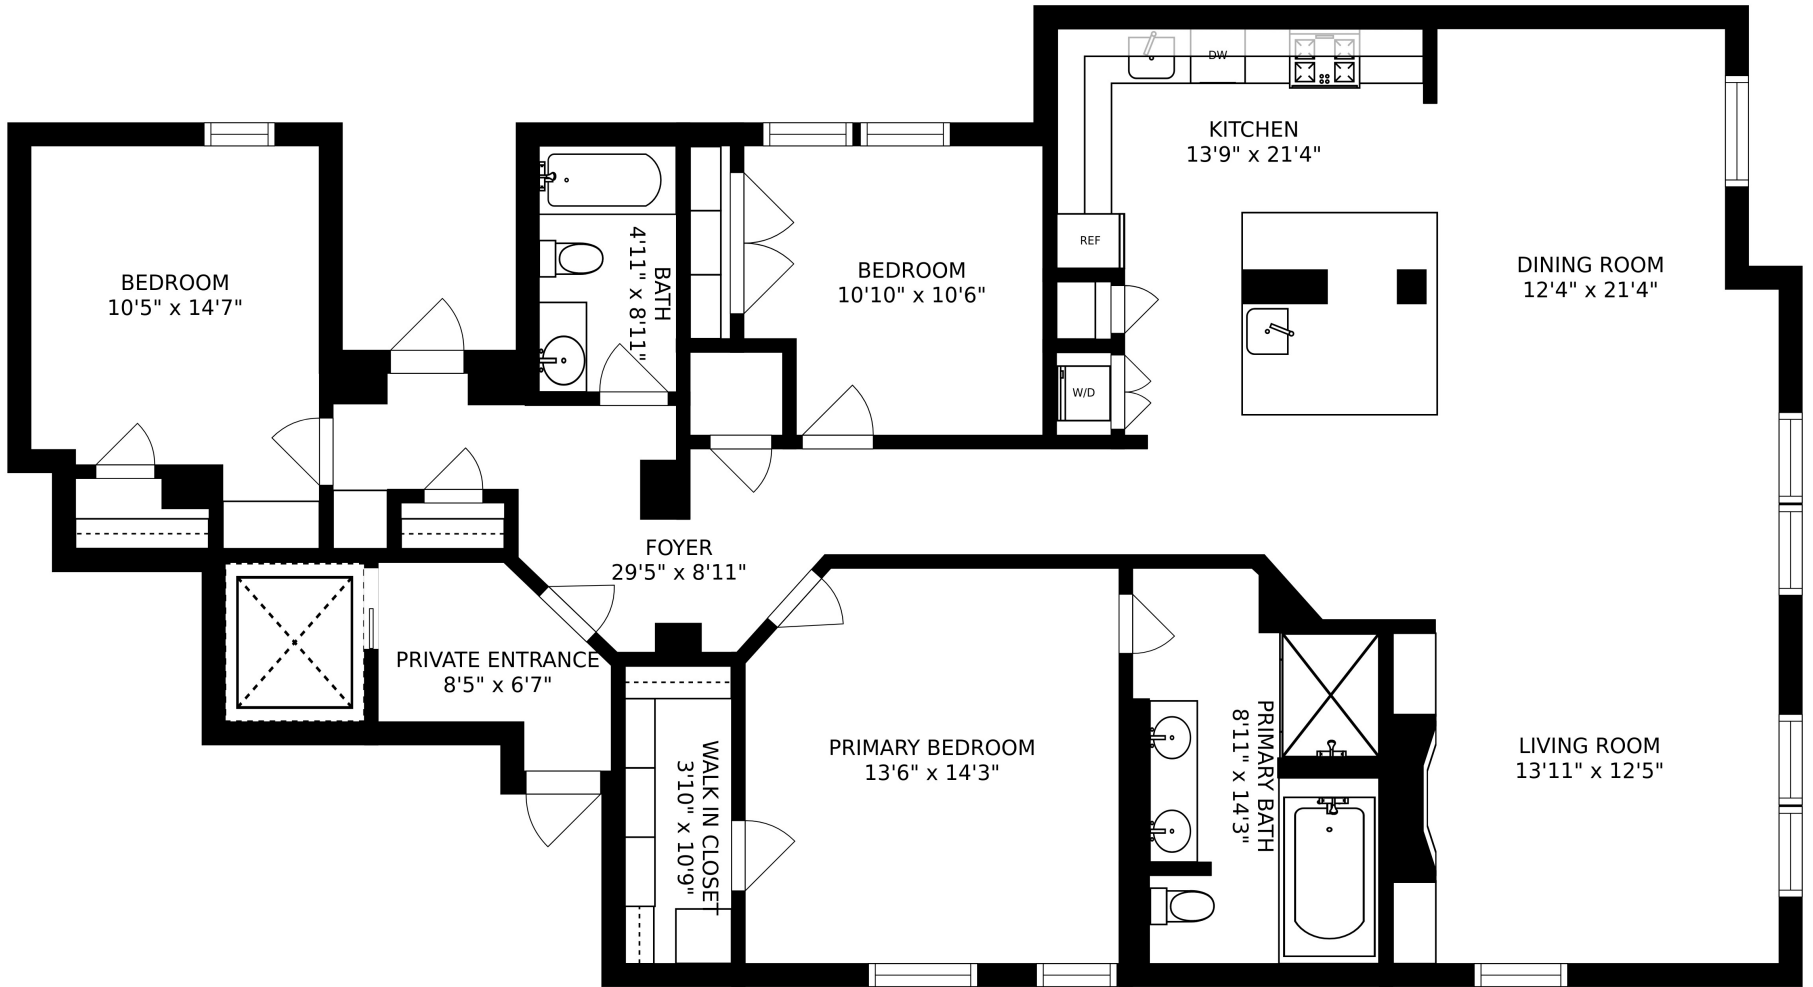 DW
KITCHEN
13'9" x 21'4"
REF
BEDROOM
10'5" x 14'7"
BATH
4'11" x 8'11"
BEDROOM
10'10" x 10'6"
DINING ROOM
12'4" x 21'4"
W/D
FOYER
29'5" x 8'11"
PRIVATE ENTRANCE
8'5" x 6'7"
WALK IN CLOSET
3'10" x 10'9"
PRIMARY BEDROOM
13'6" x 14'3"
PRIMARY BATH
8'11" x 14'3"
LIVING ROOM
13'11" x 12'5"